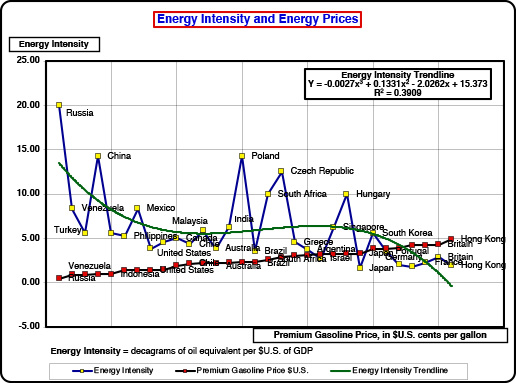 Energy Intensity and Energy Prices
Energy Intensity
25.00
Energy Intensity Trendline
Y = -0.0027x³ + 0.1331x² - 2.0262x + 15.373
R² = 0.3909
20.00
Russia
15.00
China
Poland
Czech Republic
10.00
South Africa
Hungary
Venezuela
Mexico
Malaysia
India
Singapore
Turkey
Philippines
South Korea
5.00
Canada
Chile
Greece
Hong Kong
United States
Australia
Brazil
Argentina
Portugal
Britain
Japan
Germany
Britain
South Africa
Israel
France
Venezuela
United States
Chile
Australia
Brazil
Japan
Hong Kong
Russia
Indonesia
0.00
-5.00
Premium Gasoline Price, in $U.S. cents per gallon
Energy Intensity = decagrams of oil equivalent per $U.S. of GDP
Energy Intensity
Premium Gasoline Price $U.S.
Energy Intensity Trendline